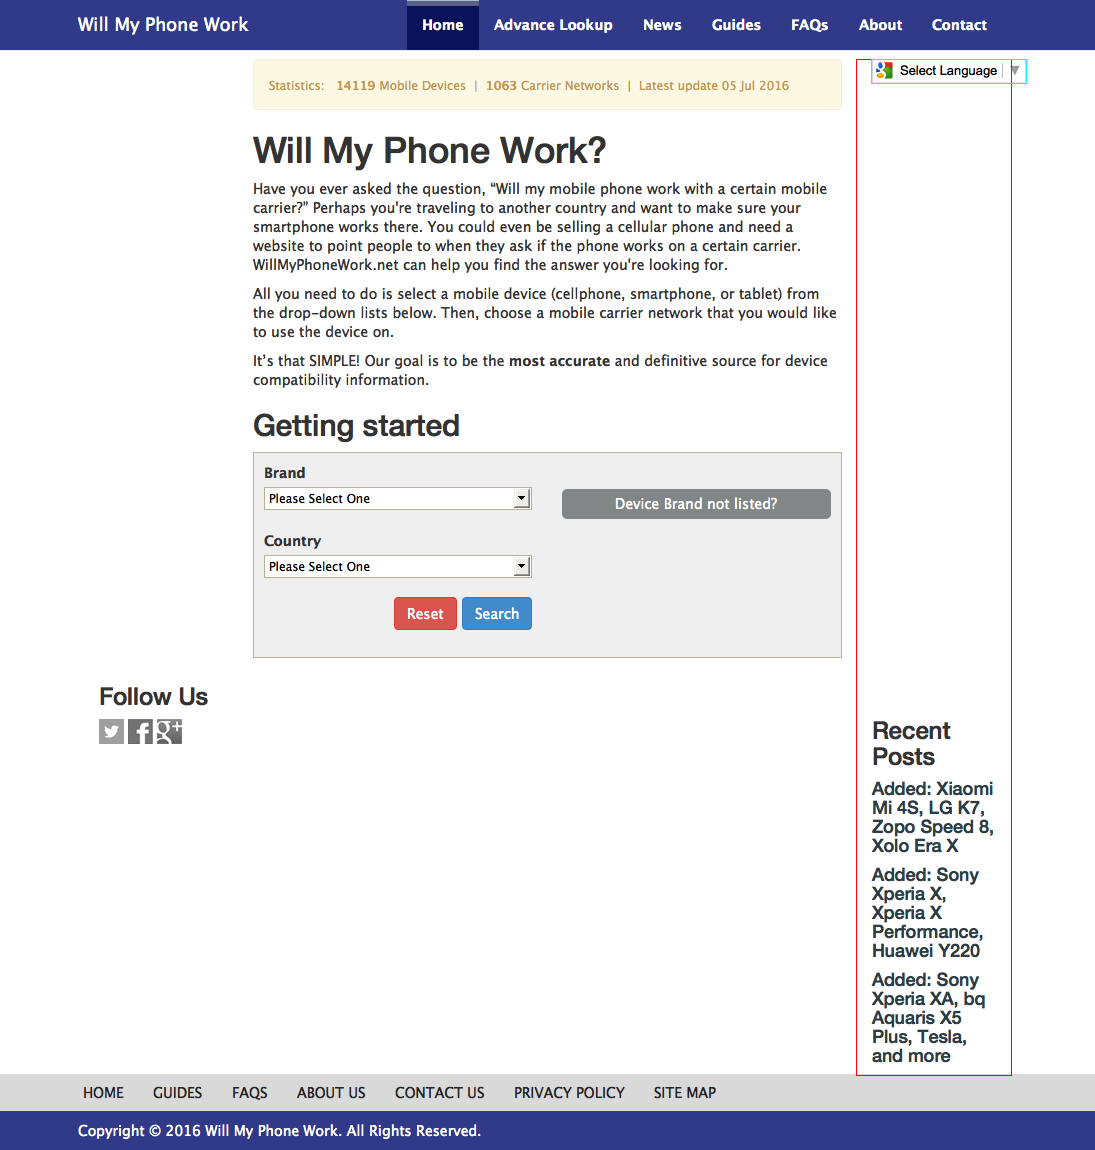 Will My Phone Work
Home Advance Lookup News Guides FAQs About Contact
Statistics: 14119 Mobile Devices | 1063 Carrier Networks | Latest update 05 Jul 2016
Select Language ▼
Will My Phone Work?
Have you ever asked the question, “Will my mobile phone work with a certain mobile
carrier?” Perhaps you're traveling to another country and want to make sure your
smartphone works there. You could even be selling a cellular phone and need a
website to point people to when they ask if the phone works on a certain carrier.
WillMyPhoneWork.net can help you find the answer you're looking for.
All you need to do is select a mobile device (cellphone, smartphone, or tablet) from
the drop-down lists below. Then, choose a mobile carrier network that you would like
to use the device on.
It’s that SIMPLE! Our goal is to be the most accurate and definitive source for device
compatibility information.
Getting started
Brand
Please Select One
Device Brand not listed?
Country
Please Select One
Reset Search
Follow Us
Recent
Posts
Added: Xiaomi
Mi 4S, LG K7,
Zopo Speed 8,
Xolo Era X
Added: Sony
Xperia X,
Xperia X
Performance,
Huawei Y220
Added: Sony
Xperia XA, bq
Aquaris X5
Plus, Tesla,
and more
HOME GUIDES FAQS ABOUT US CONTACT US PRIVACY POLICY SITE MAP
Copyright © 2016 Will My Phone Work. All Rights Reserved.